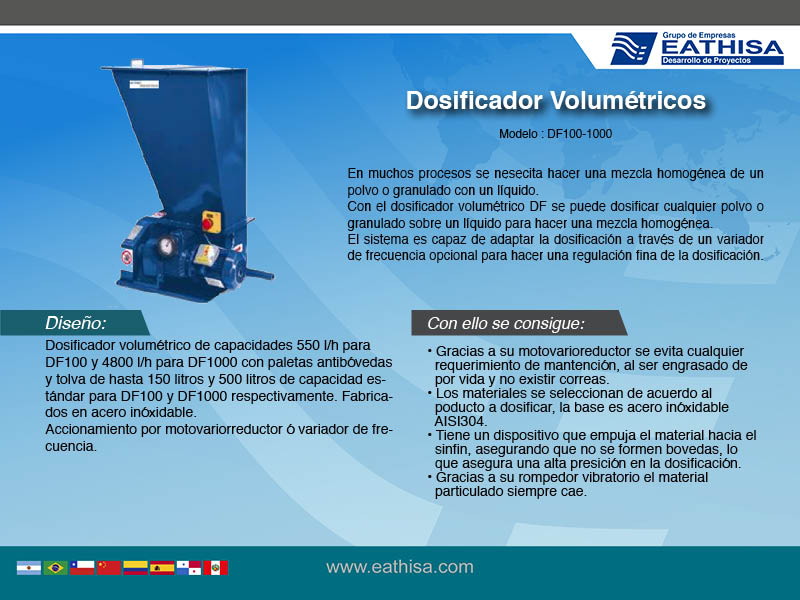 Grupo de Empresas
EATHISA
Desarrollo de Proyectos
Dosificador Volumétricos
Modelo : DF100-1000
En muchos procesos se nesecita hacer una mezcla homogénea de un
polvo o granulado con un líquido.
Con el dosificador volumétrico DF se puede dosificar cualquier polvo o
granulado sobre un líquido para hacer una mezcla homogénea.
El sistema es capaz de adaptar la dosificación a través de un variador
de frecuencia opcional para hacer una regulación fina de la dosificación.
Diseño:
Dosificador volumétrico de capacidades 550 l/h para
DF100 y 4800 l/h para DF1000 con paletas antibóvedas
y tolva de hasta 150 litros y 500 litros de capacidad es-
tándar para DF100 y DF1000 respectivamente. Fabrica-
dos en acero inóxidable.
Accionamiento por motovariorreductor ó variador de fre-
cuencia.
Con ello se consigue:
• Gracias a su motovarioreductor se evita cualquier
requerimiento de mantención, al ser engrasado de
por vida y no existir correas.
• Los materiales se seleccionan de acuerdo al
poducto a dosificar, la base es acero inóxidable
AISI304.
• Tiene un dispositivo que empuja el material hacia el
sinfin, asegurando que no se formen bovedas, lo
que asegura una alta presición en la dosificación.
• Gracias a su rompedor vibratorio el material
particulado siempre cae.
www.eathisa.com